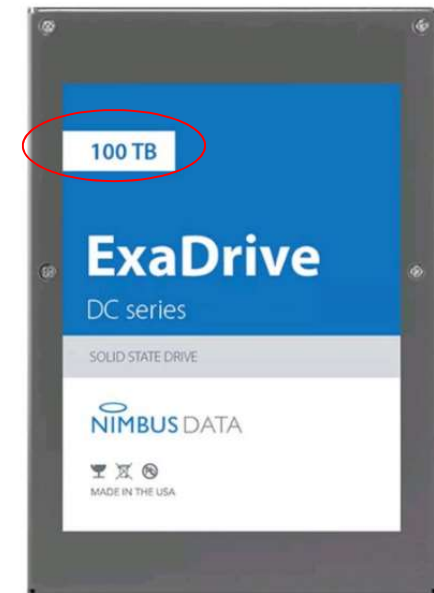 100 TB
ExaDrive
DC series
SOLID STATE DRIVE
NIMBUS DATA
MADE IN THE USA